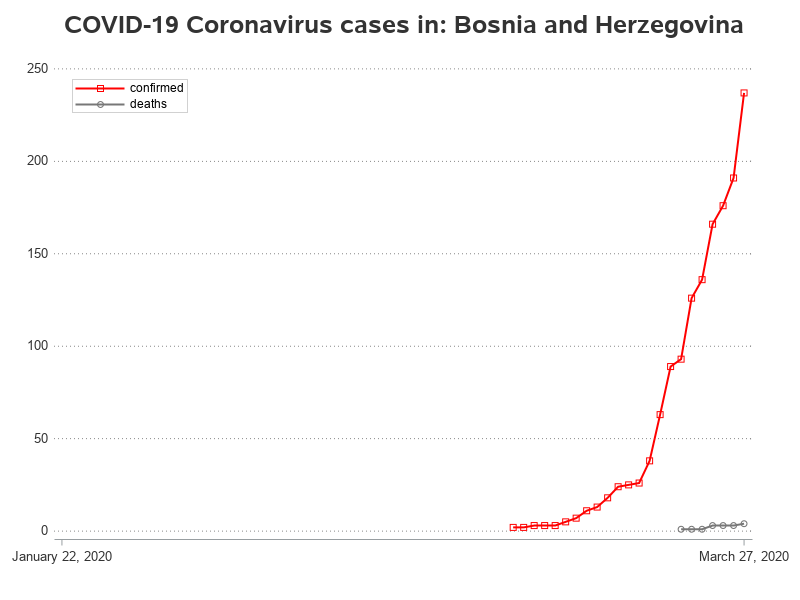 COVID-19 Coronavirus cases in: Bosnia and Herzegovina
250
confirmed
deaths
200
150
100
50
0
January 22, 2020
March 27, 2020